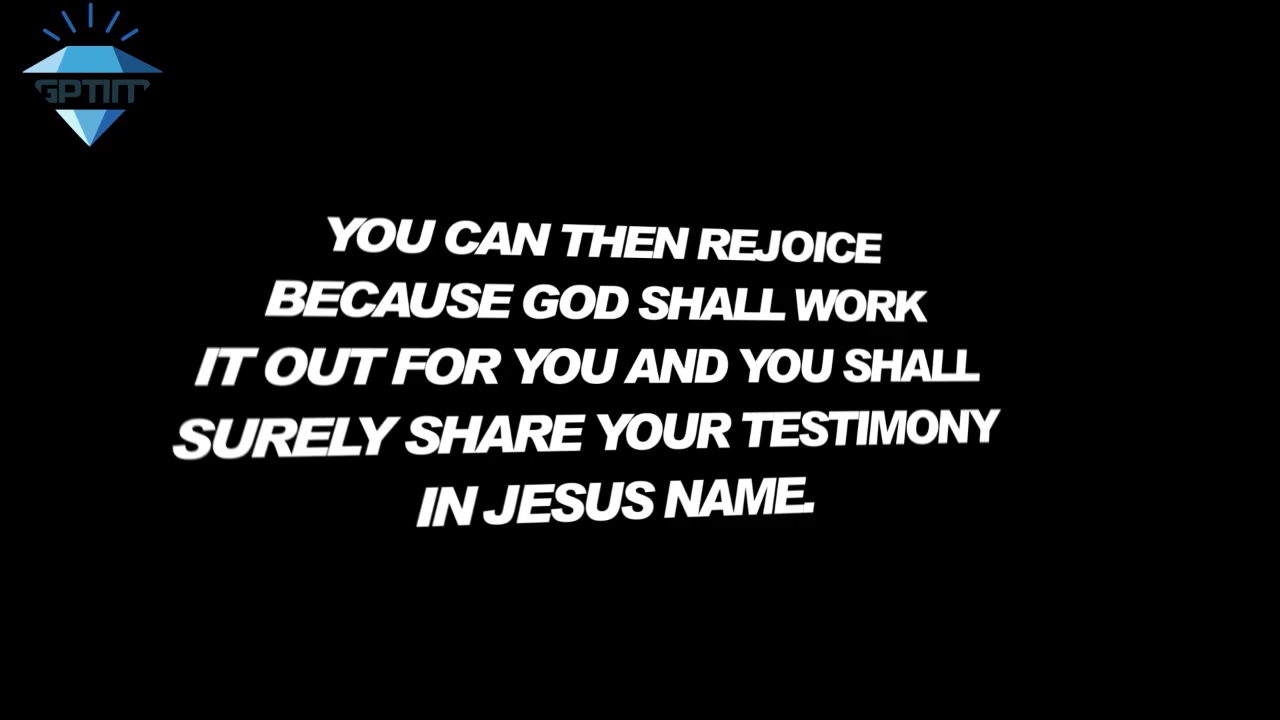 GPTIM
YOU CAN THEN REJOICE
BECAUSE GOD SHALL WORK
IT OUT FOR YOU AND YOU SHALL
SURELY SHARE YOUR TESTIMONY
IN JESUS NAME.